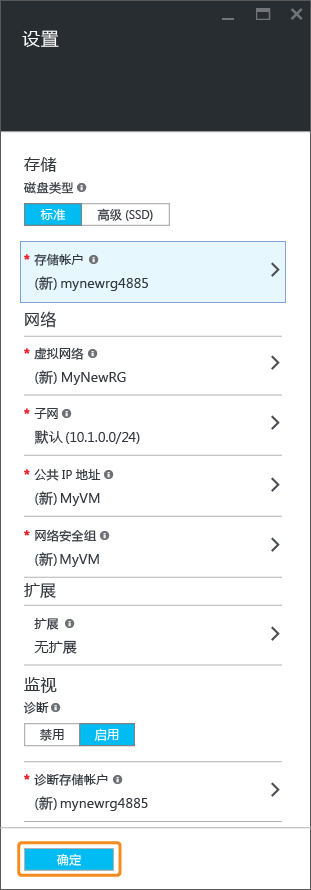 设置
存储
磁盘类型
标准 高级 (SSD)
* 存储帐户
(新) mynewrg4885
网络
* 虚拟网络
(新) MyNewRG
* 子网
默认 (10.1.0.0/24)
* 公共 IP 地址
(新) MyVM
* 网络安全组
(新) MyVM
扩展
扩展
无扩展
监视
诊断
禁用 启用
* 诊断存储帐户
(新) mynewrg4885
确定